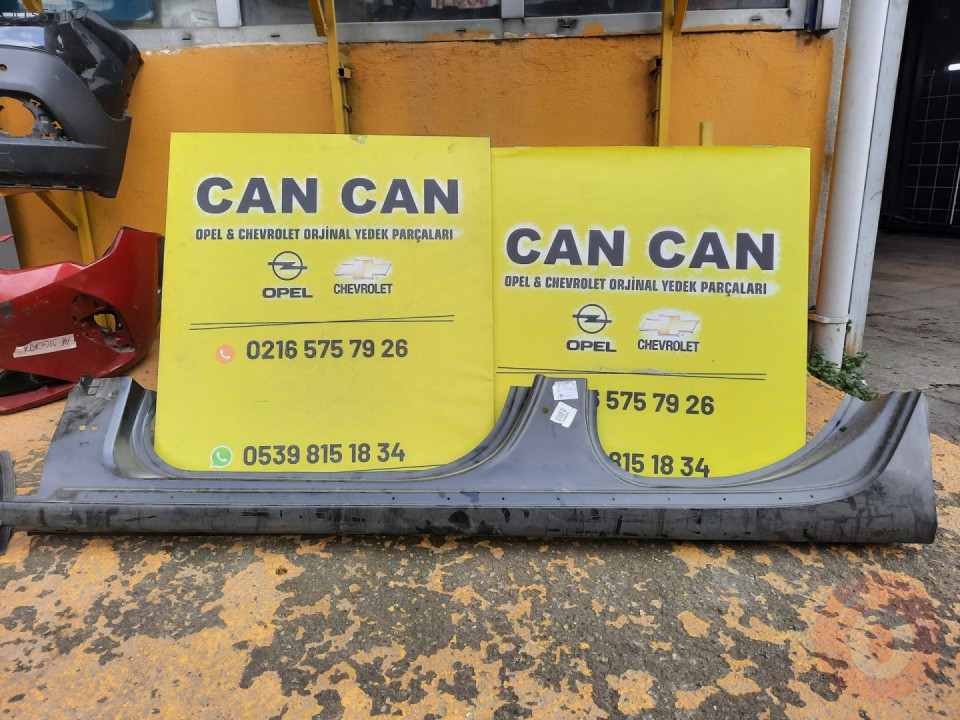 CAN CAN
OPEL & CHEVROLET ORJİNAL YEDEK PARÇALARI
OPEL CHEVROLET
0216 575 79 26
0539 815 18 34
CAN CAN
OPEL & CHEVROLET ORJİNAL YEDEK PARÇALARI
OPEL CHEVROLET
575 79 26
815 18 34